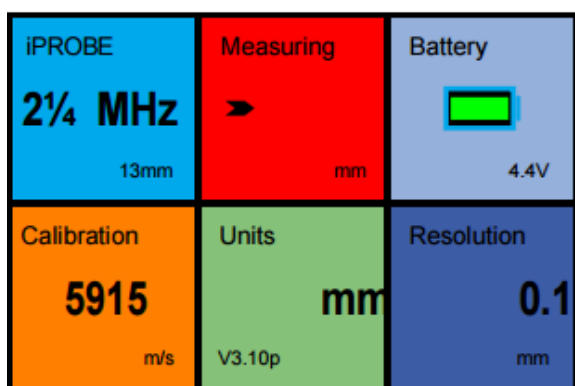 iPROBE
2¼ MHz
13mm
Measuring
mm
Battery
4.4V
Calibration
5915
m/s
Units
mm
V3.10p
Resolution
0.1
mm